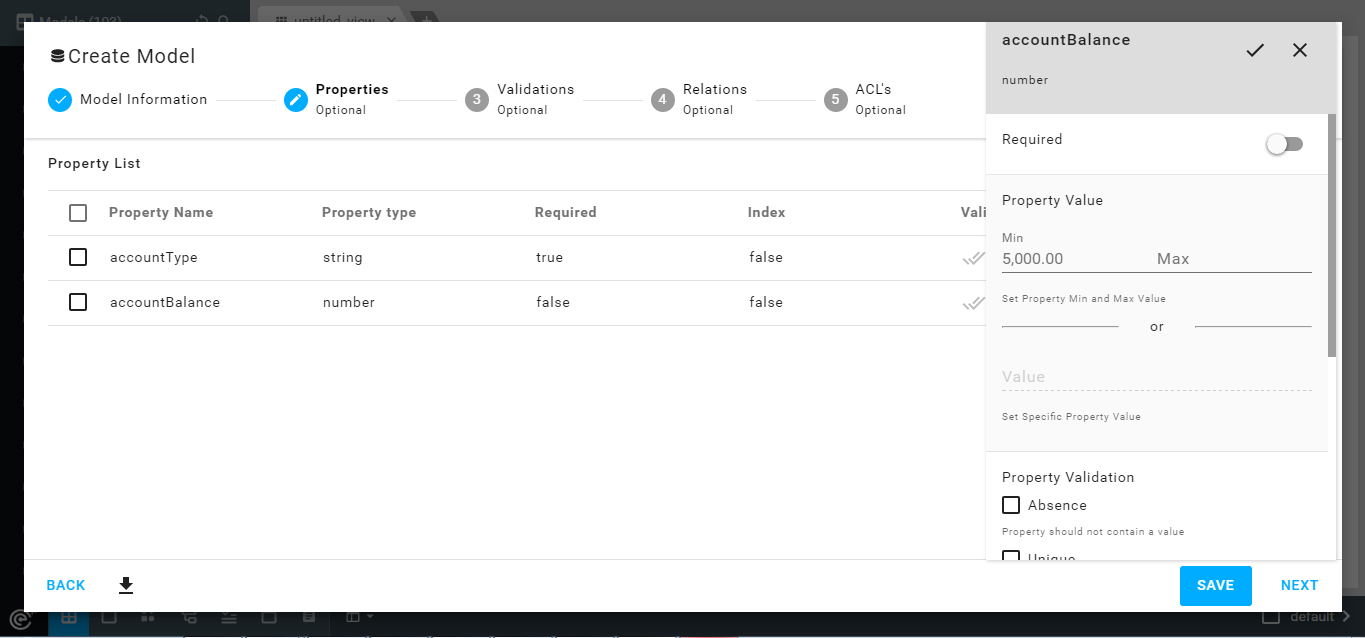 Models (193)
untitled_view
Create Model
Model Information
Properties
Optional
3
Validations
Optional
4
Relations
Optional
5
ACL's
Optional
Property List
Property Name Property type Required Index Vali
accountType string true false
accountBalance number false false
accountBalance
number
Required
Property Value
Min
5,000.00 Max
Set Property Min and Max Value
or
Value
Set Specific Property Value
Property Validation
Absence
Property should not contain a value
Unique
BACK
SAVE NEXT
default